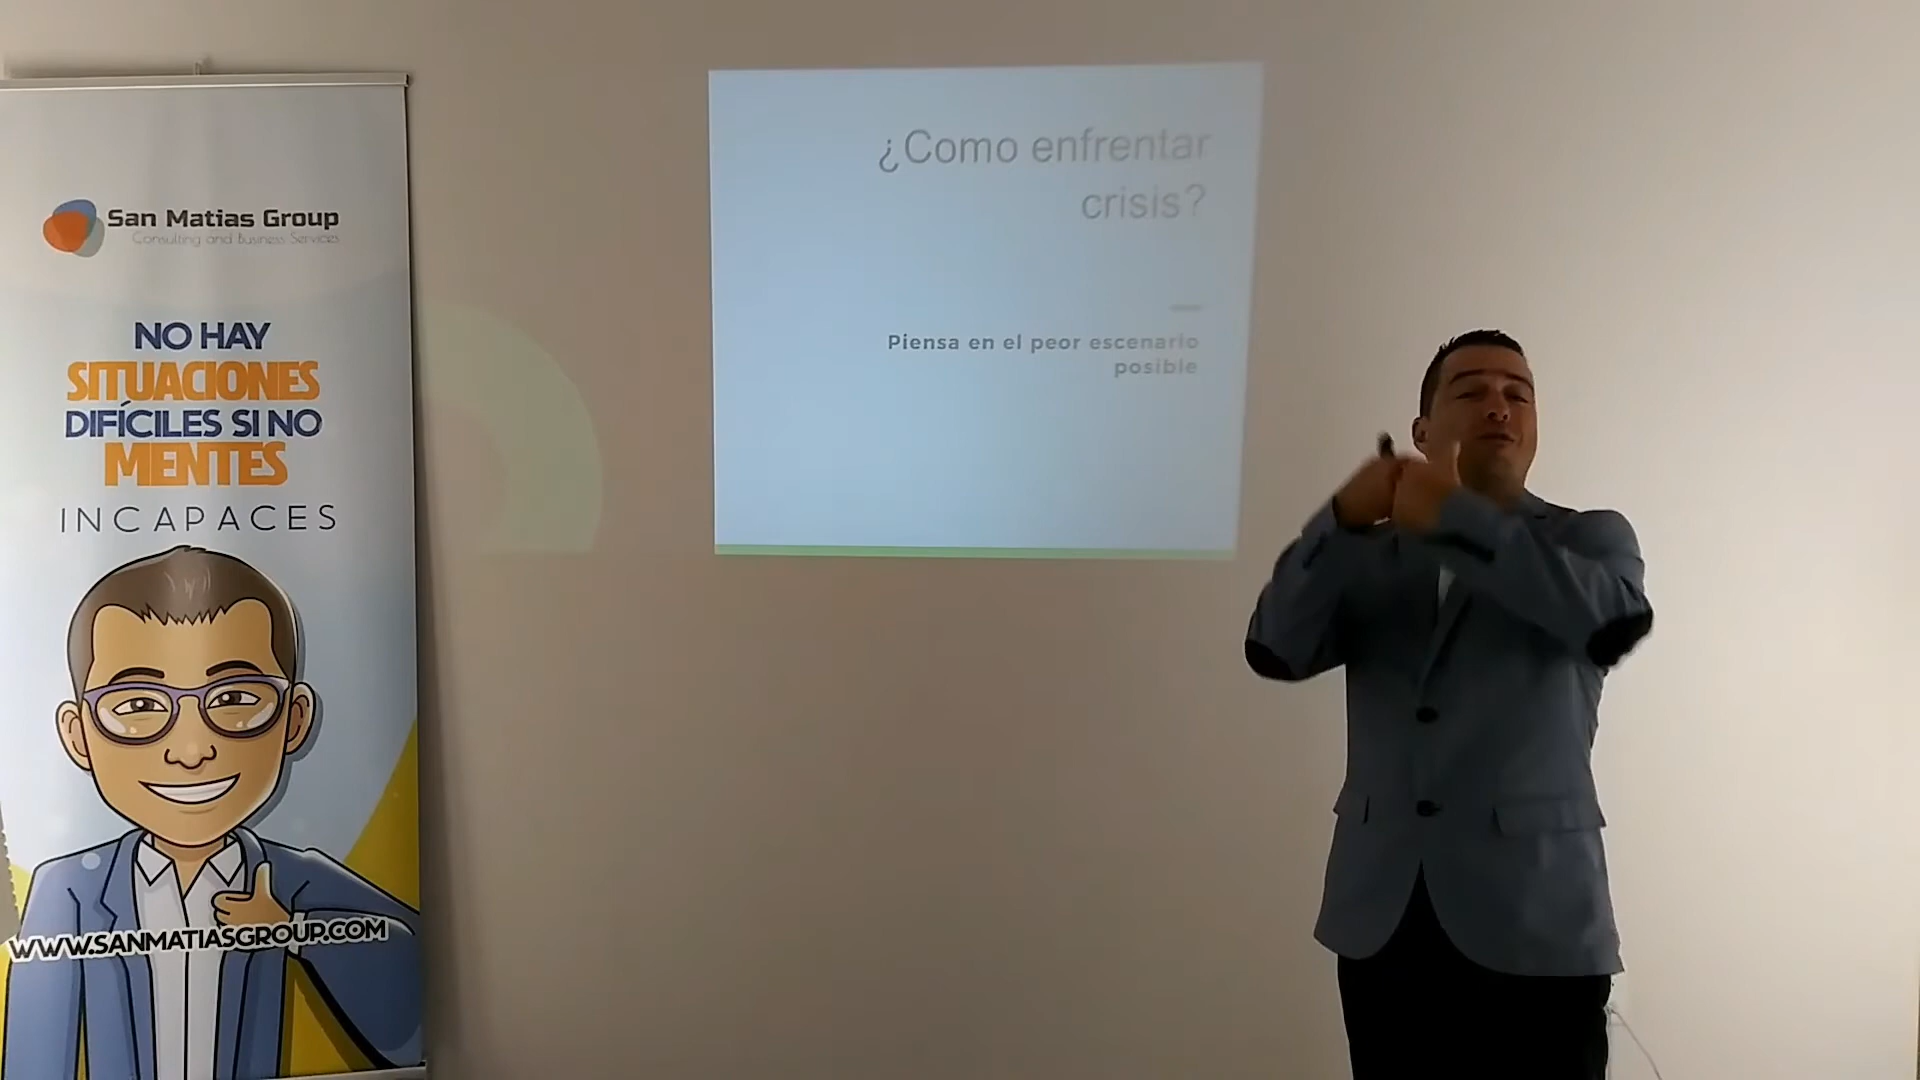 San Matias Group
Consulting and Business Services
NO HAY
SITUACIONES
DIFÍCILES SI NO
MENTES
INCAPACES
WWW.SANMATIASGROUP.COM
¿Como enfrentar
crisis?
Piensa en el peor escenario
posible